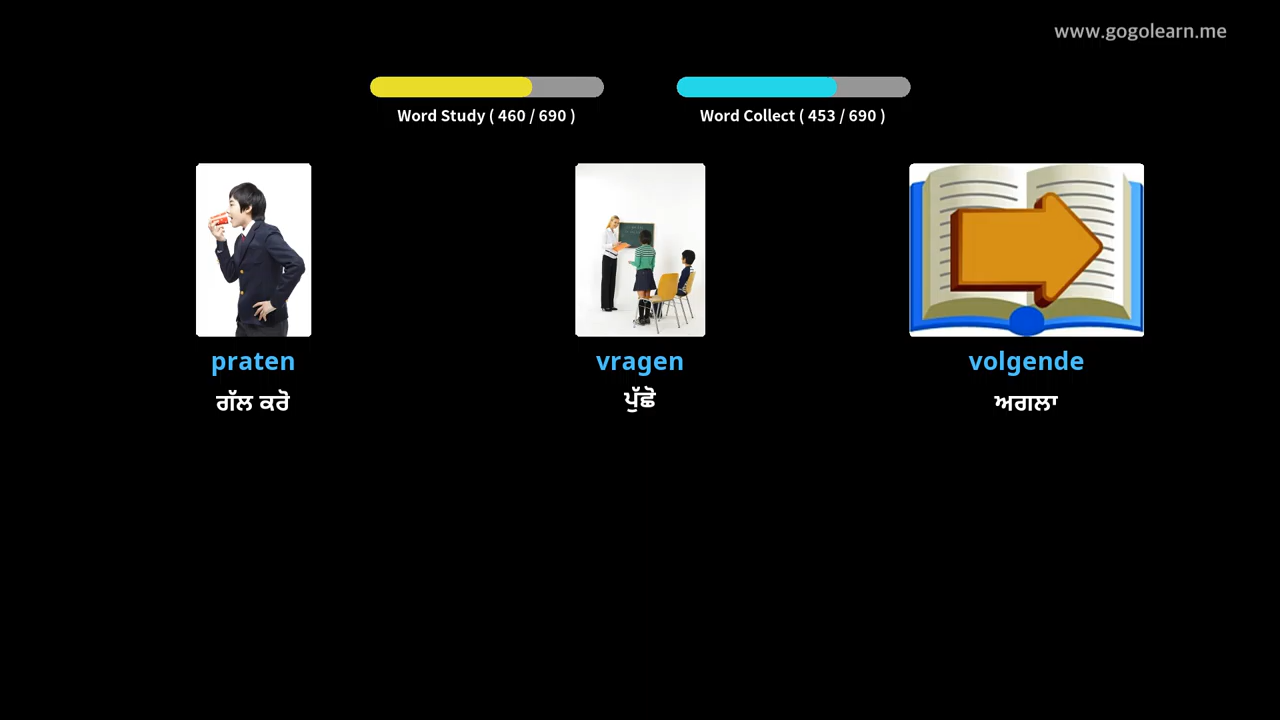 www.gogolearn.me
Word Study ( 460 / 690 )
Word Collect ( 453 / 690 )
praten
vragen
volgende
ਗੱਲ ਕਰੋ
ਪੁੱਛੋ
ਅਗਲਾ